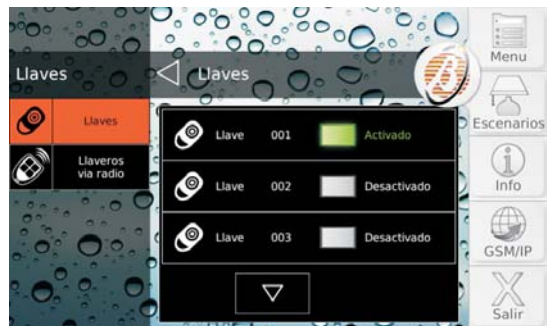 Llaves
Llaves
Llaveros
via radio
Llaves
Llave 001 Activado
Llave 002 Desactivado
Llave 003 Desactivado
Menu
Escenarios
Info
GSM/IP
Salir